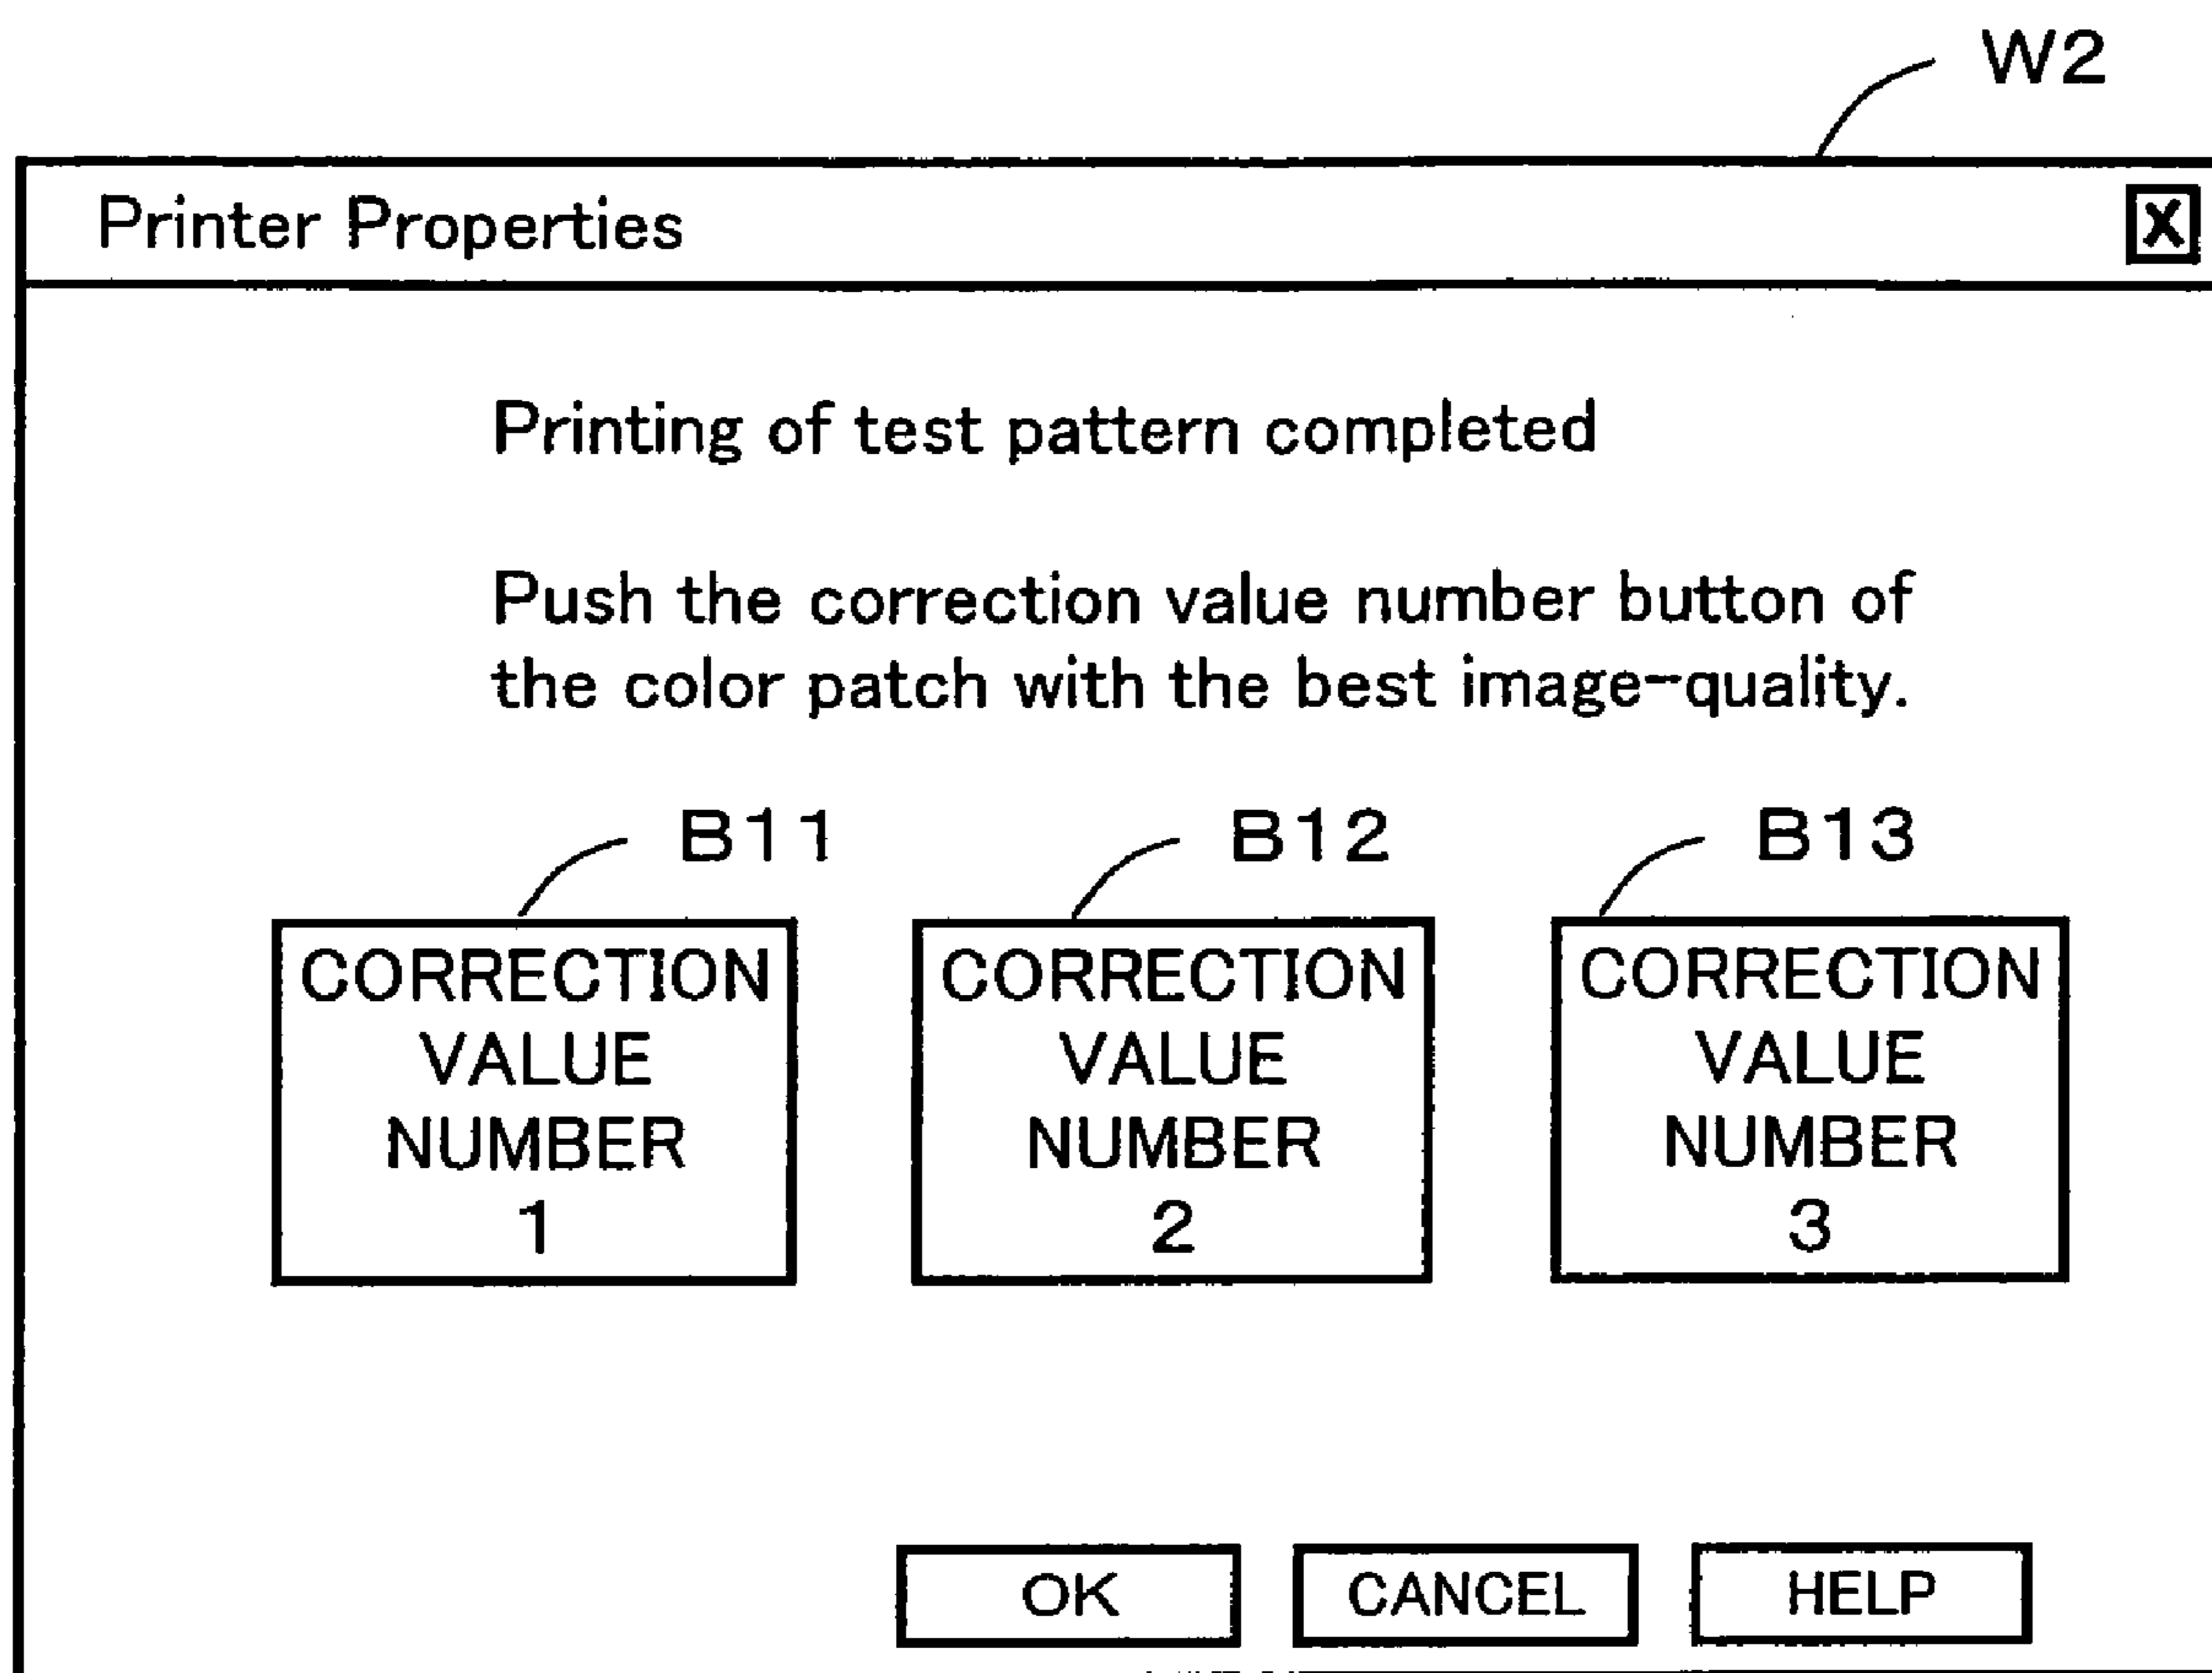 W2
Printer Properties X
Printing of test pattern completed
Push the correction value number button of
the color patch with the best image-quality.
B11 B12 B13
CORRECTION CORRECTION CORRECTION
VALUE VALUE VALUE
NUMBER NUMBER NUMBER
1 2 3
OK CANCEL HELP